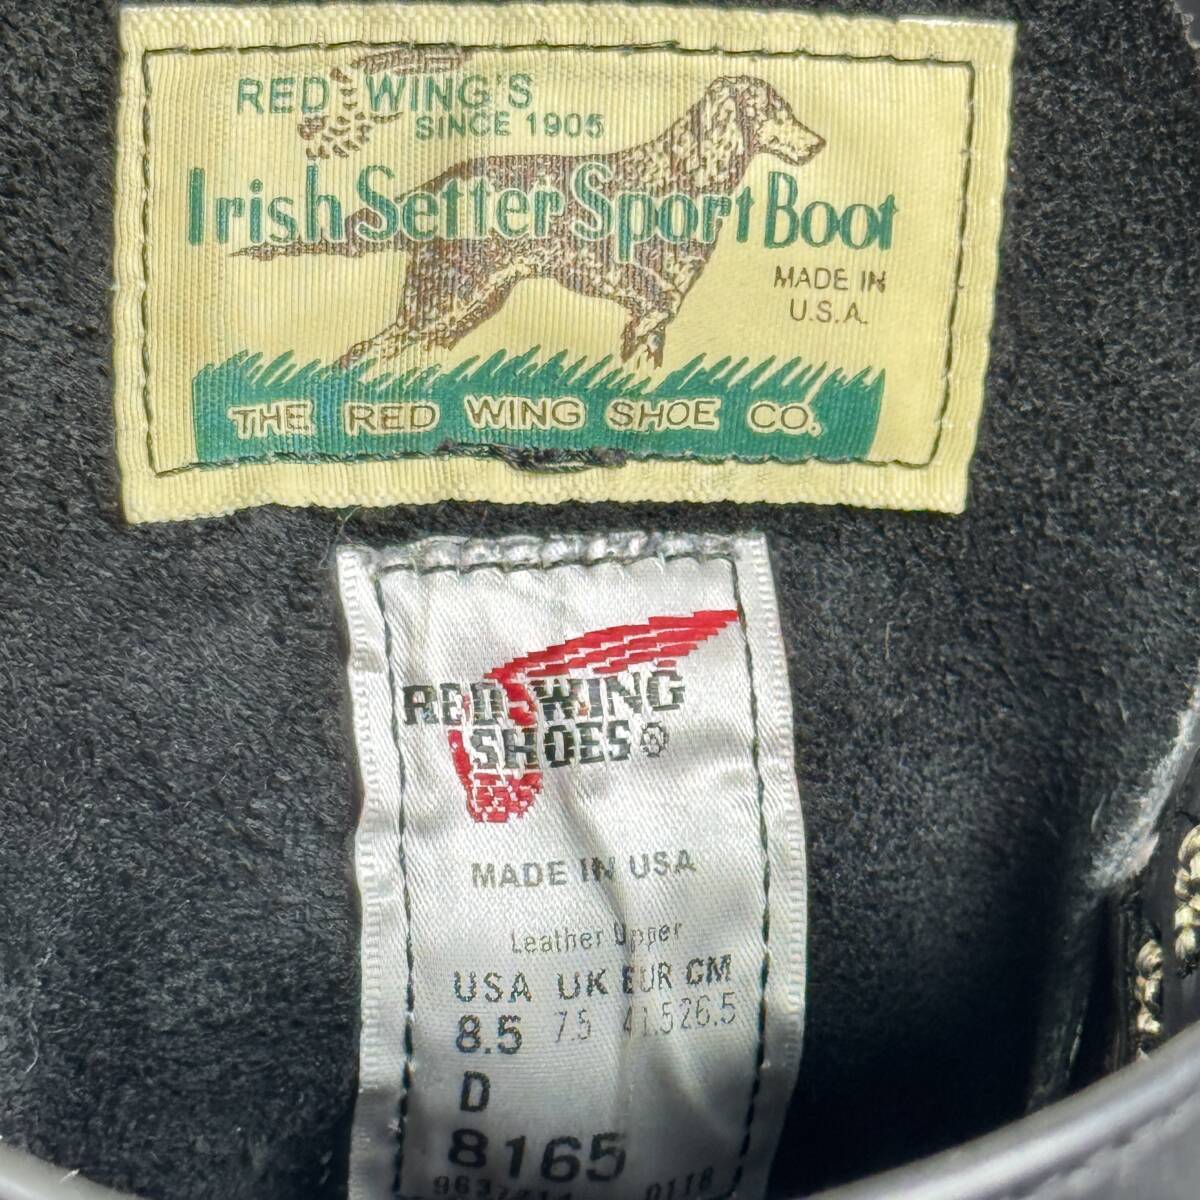 RED WING'S
SINCE 1905
Irish Setter Sport Boot
MADE IN
U.S.A.
THE RED WING SHOE CO.
RED WING
SHOES®
MADE IN USA
Leather Upper
USA UK EUR CM
8.5 7.5 41.5 26.5
D
8165
0118